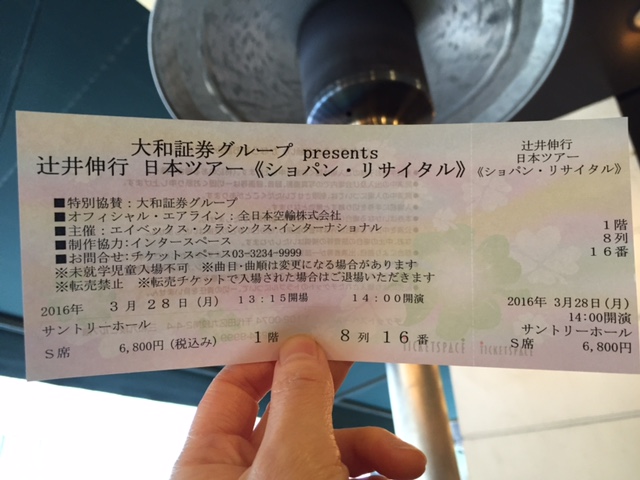 大和証券グループ presents
辻井伸行 日本ツアー《ショパン・リサイタル》
■特別協賛：大和証券グループ
■オフィシャル・エアライン：全日本空輸株式会社
■主催：エイベックス・クラシックス・インターナショナル
■制作協力：インタースペース
■お問合せ：チケットスペース03-3234-9999
※未就学児童入場不可 ※曲目・曲順は変更になる場合があります
※転売禁止 ※転売チケットで入場された場合はご退場いただきます
2016年 3月28日(月) 13:15開場 14:00開演
サントリーホール
S席 6,800円(税込み) 1階 8列 16番
TICKETSPACE TICKETSPACE
辻井伸行
日本ツアー
《ショパン・リサイタル》
1階
8列
16番
2016年 3月28日(月)
14:00開演
サントリーホール
S席 6,800円